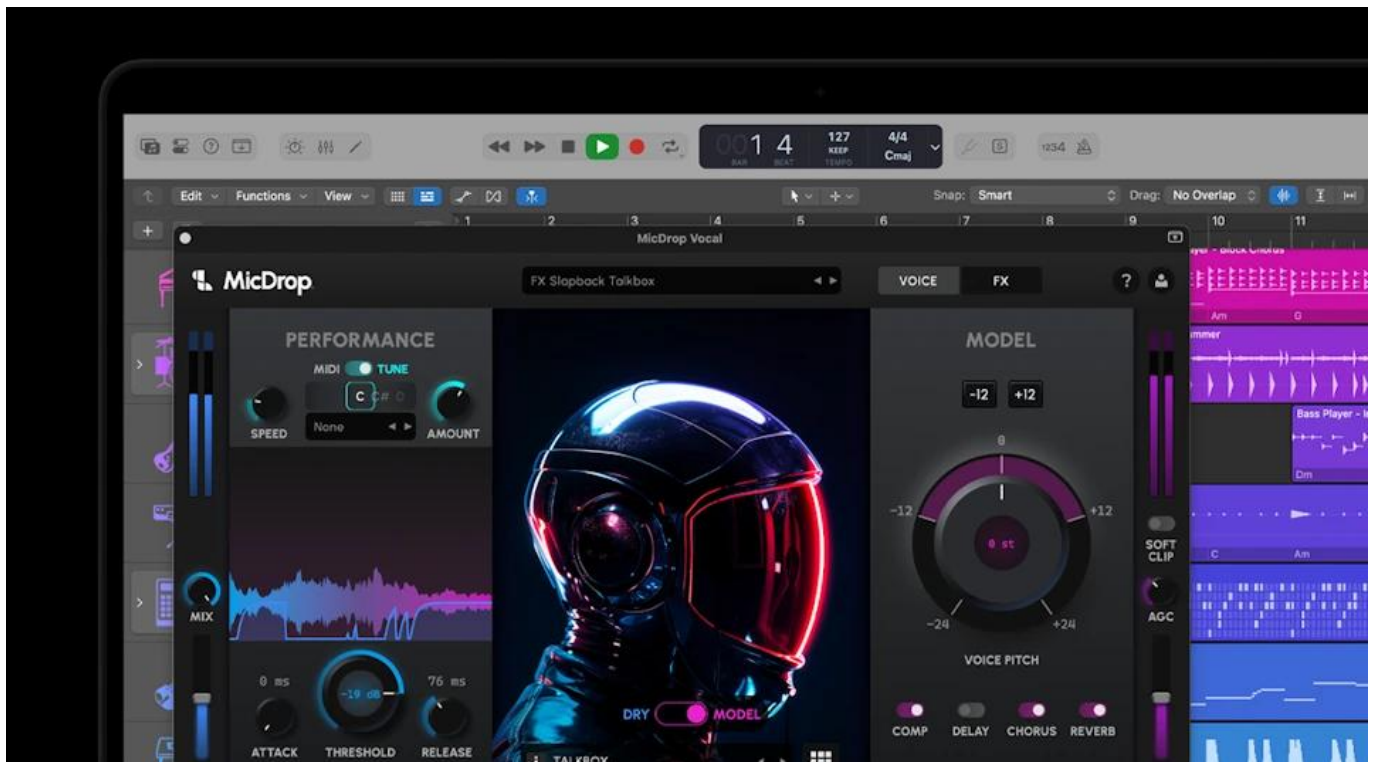 001 4 127 4/4
KEEP
BAR BEAT TEMPO Cmaj
1234
Edit Functions View Snap: Smart Drag: No Overlap
1 2 3 4 5 6 7 8 9 10 11
MicDrop Vocal
MicDrop FX Slapback Talkbox VOICE FX ?
Am G
PERFORMANCE
MIDI TUNE
C C# D
None
SPEED AMOUNT
MODEL
-12 +12
0
-12 +12
0 st
-24 +24
VOICE PITCH
Bass Player - I
Dm
C Am
SOFT
CLIP
AGC
MIX
0 ms -19 dB 76 ms
ATTACK THRESHOLD RELEASE
DRY MODEL
TALKBOX
COMP DELAY CHORUS REVERB